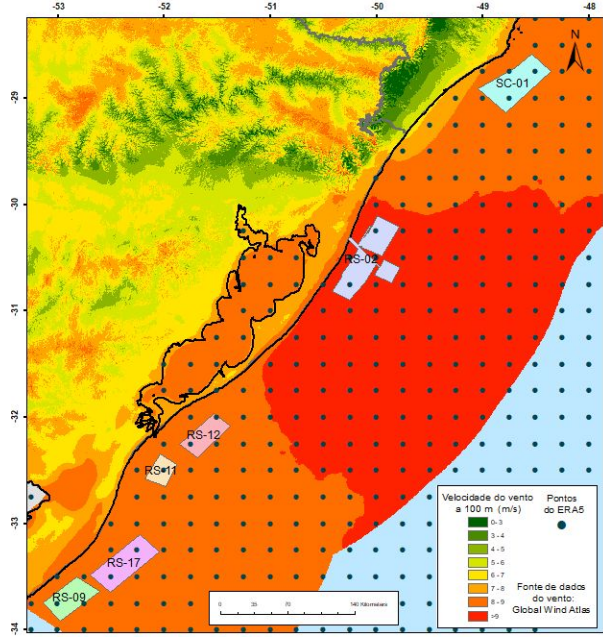 -53 -52 -51 -50 -49 -48
-29
-30
-31
-32
-33
-34
SC-01
RS-02
RS-12
RS-11
RS-17
RS-09
Velocidade do vento
a 100 m (m/s)
0-3
3 - 4
4 - 5
5 - 6
6 - 7
7 - 8
8 - 9
>9
Pontos
do ERA5
Fonte de dados
do vento:
Global Wind Atlas
0 35 70 140 Kilometers
N